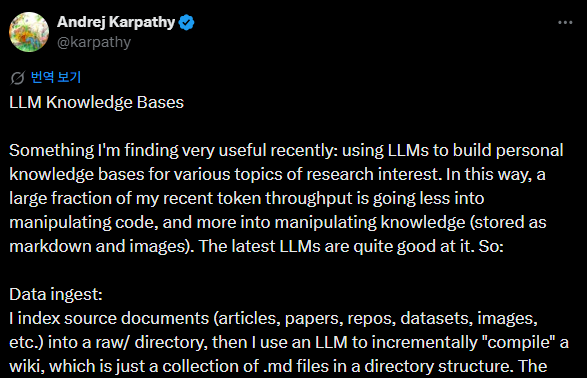 Andrej Karpathy
@karpathy
번역 보기
LLM Knowledge Bases
Something I'm finding very useful recently: using LLMs to build personal
knowledge bases for various topics of research interest. In this way, a
large fraction of my recent token throughput is going less into
manipulating code, and more into manipulating knowledge (stored as
markdown and images). The latest LLMs are quite good at it. So:
Data ingest:
I index source documents (articles, papers, repos, datasets, images,
etc.) into a raw/ directory, then I use an LLM to incrementally "compile" a
wiki, which is just a collection of .md files in a directory structure. The